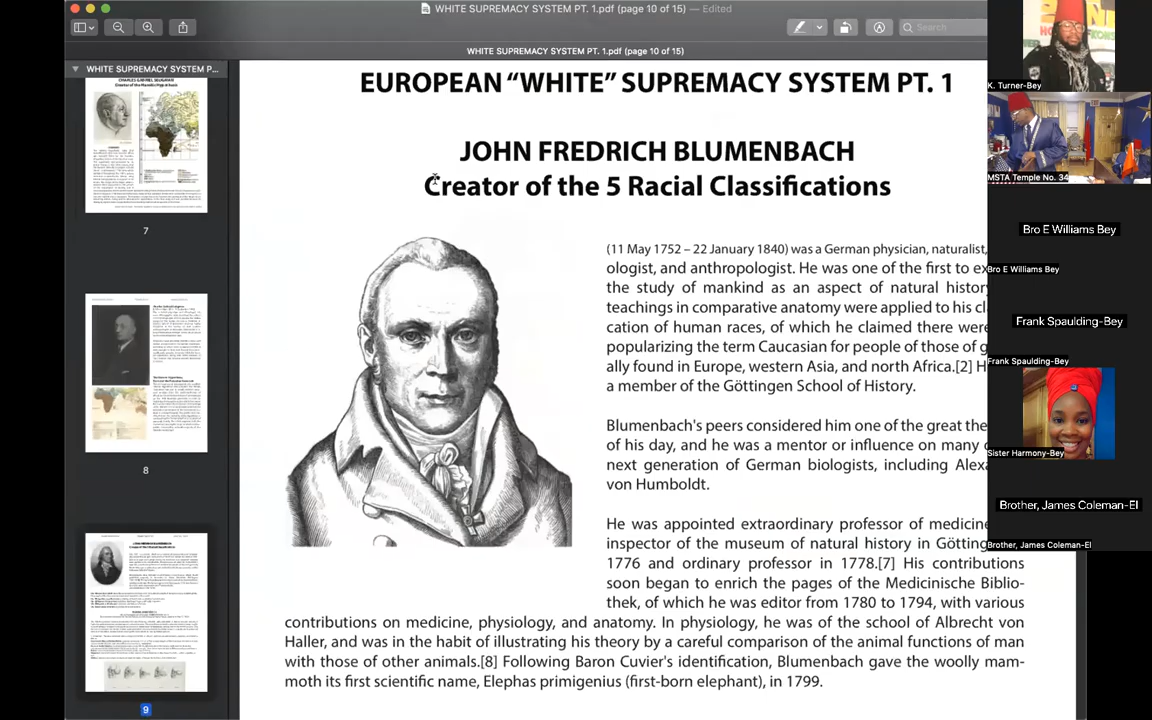 WHITE SUPREMACY SYSTEM PT. 1.pdf (page 10 of 15) — Edited
Search
WHITE SUPREMACY SYSTEM PT. 1.pdf (page 10 of 15)
WHITE SUPREMACY SYSTEM P...
7
8
9
EUROPEAN “WHITE” SUPREMACY SYSTEM PT. 1
JOHN FREDRICH BLUMENBACH
Creator of the 5 Racial Classifications
(11 May 1752 – 22 January 1840) was a German physician, naturalist,
ologist, and anthropologist. He was one of the first to ex
the study of mankind as an aspect of natural history
teachings in comparative anatomy were applied to his cl
cation of human races, of which he claimed there were
popularizing the term Caucasian for people of those of g
ally found in Europe, western Asia, and north Africa.[2] H
a member of the Göttingen School of History.
Blumenbach's peers considered him one of the great the
of his day, and he was a mentor or influence on many
next generation of German biologists, including Alexa
von Humboldt.
He was appointed extraordinary professor of medicine
inspector of the museum of natural history in Götting
1776 and ordinary professor in 1778.[7] His contributions
soon began to enrich the pages of the Medicinische Biblio-
thek, of which he was editor from 1780 to 1794, with various
contributions on medicine, physiology, and anatomy. In physiology, he was of the school of Albrecht von
Haller, and was in the habit of illustrating his theory by a careful comparison of the animal functions of man
with those of other animals.[8] Following Baron Cuvier's identification, Blumenbach gave the woolly mam-
moth its first scientific name, Elephas primigenius (first-born elephant), in 1799.
K. Turner-Bey
MSTA Temple No. 34
Bro E Williams Bey
Bro E Williams Bey
Frank Spaulding-Bey
Frank Spaulding-Bey
Sister Harmony-Bey
Brother, James Coleman-El
Brother, James Coleman-El